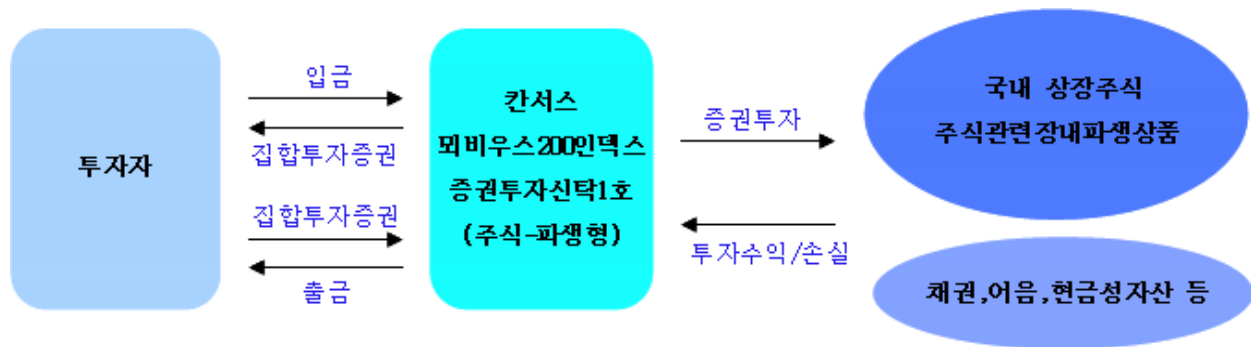 투자자
입금
집합투자증권
집합투자증권
출금
칸서스
뫼비우스200인덱스
증권투자신탁1호
(주식-파생형)
증권투자
투자수익/손실
국내 상장주식
주식관련장내파생상품
채권,어음,현금성자산 등